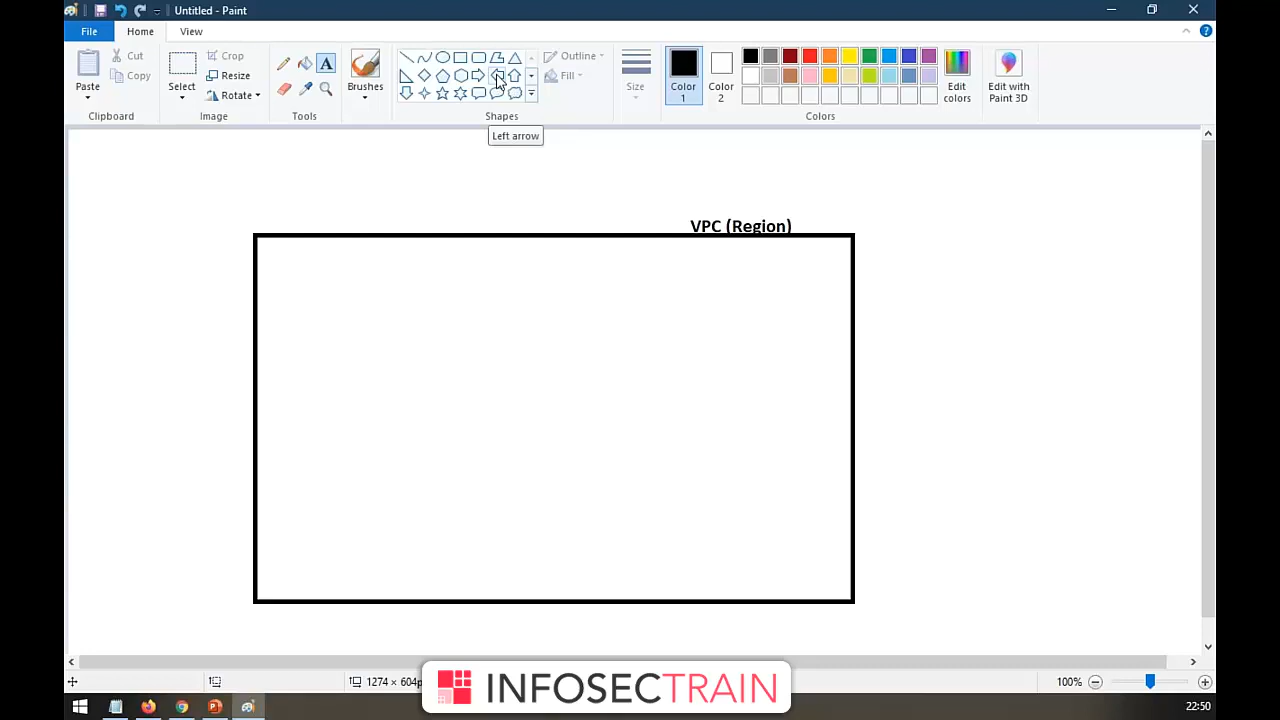 Untitled - Paint
File
Home
View
Paste
Cut
Copy
Clipboard
Select
Crop
Resize
Rotate
Image
A
Tools
Brushes
Shapes
Outline
Fill
Size
Color
1
Color
2
Edit
colors
Colors
Edit with
Paint 3D
Left arrow
VPC (Region)
1274 × 604p
100%
INFOSECTRAIN
22:50